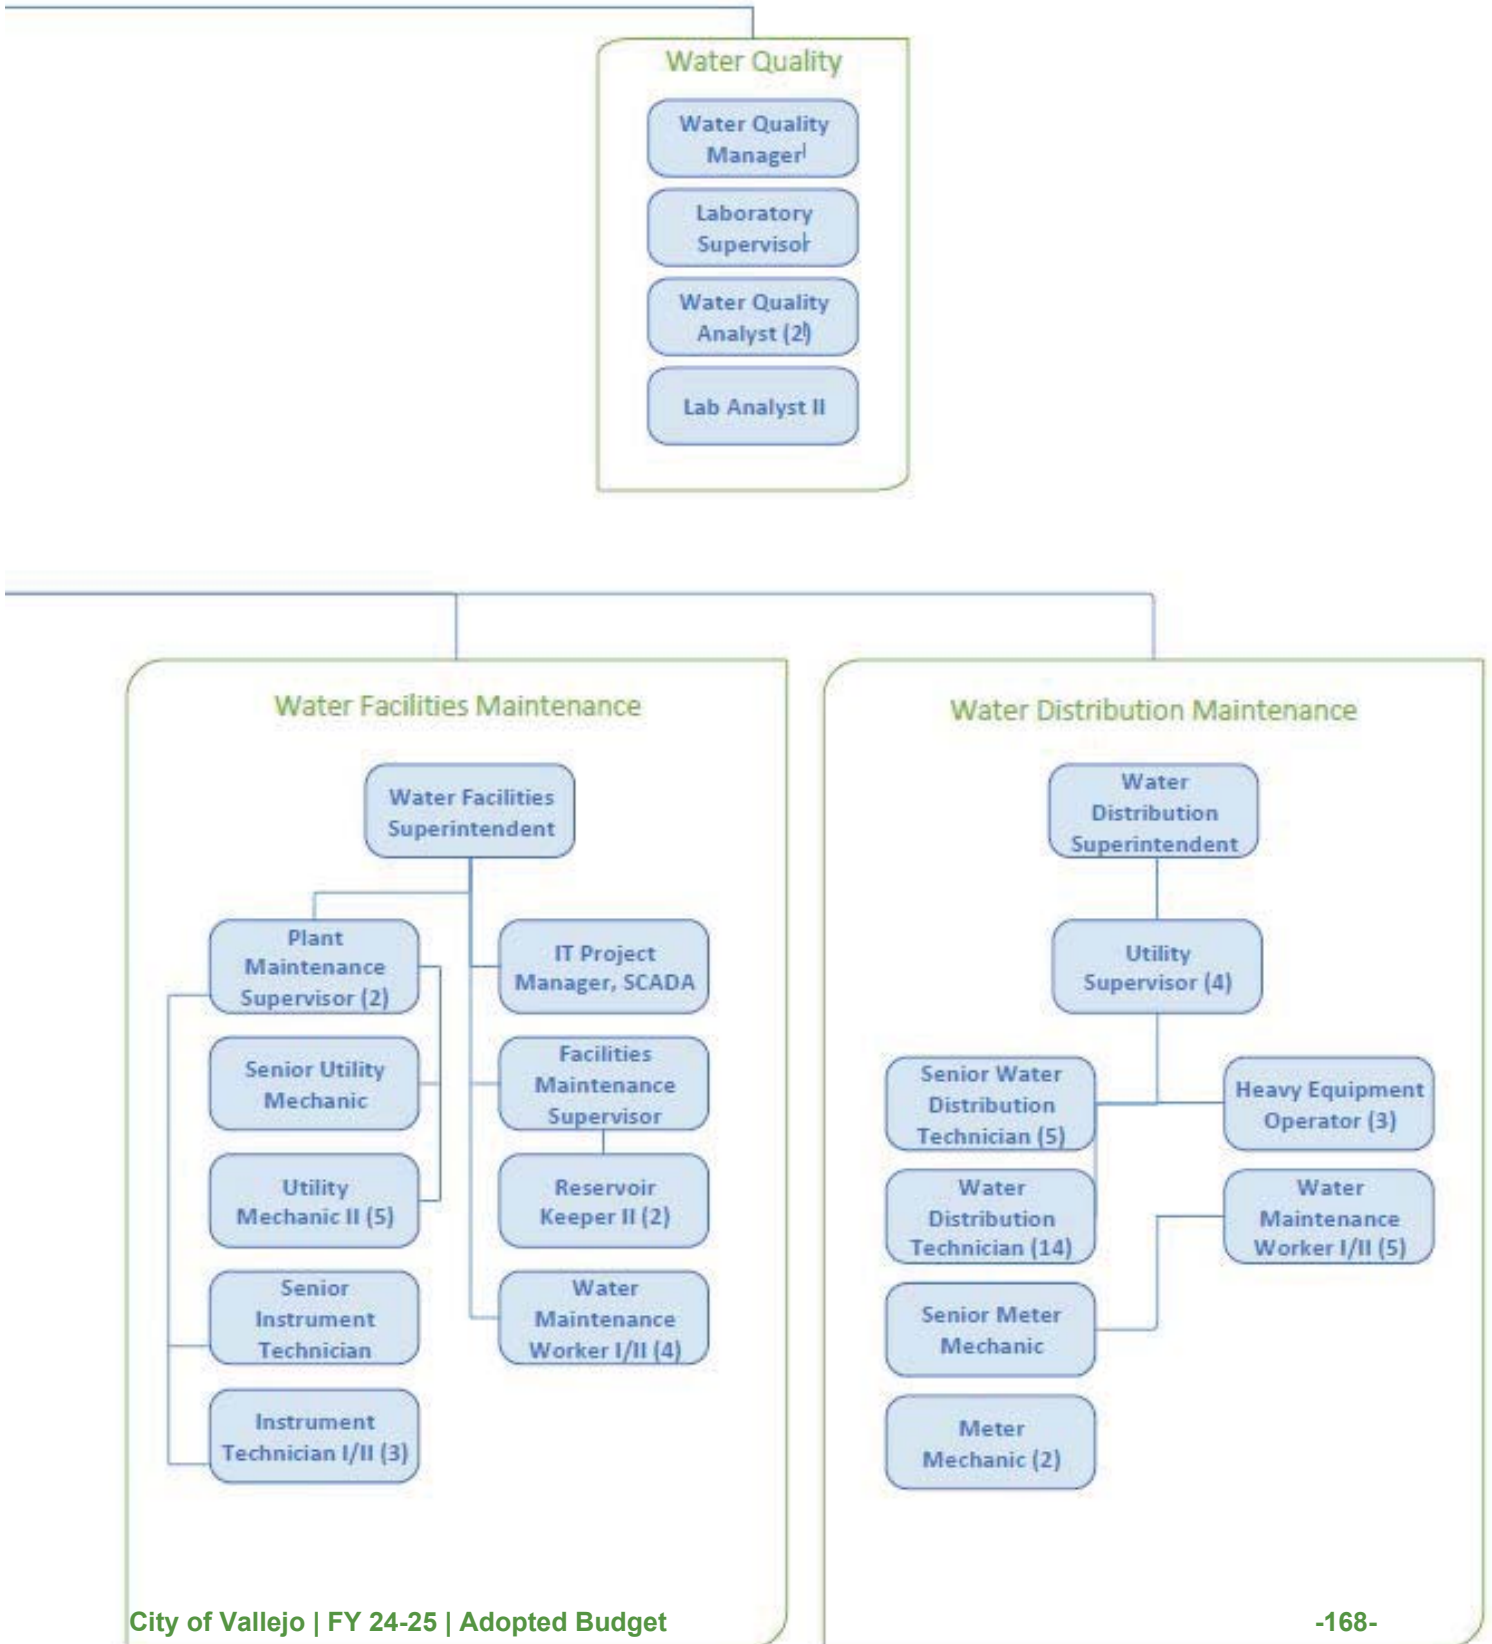 Water Quality
Water Quality
Manager
Laboratory
Supervisor
Water Quality
Analyst (2)
Lab Analyst II
Water Facilities Maintenance
Water Facilities
Superintendent
Plant
Maintenance
Supervisor (2)
Senior Utility
Mechanic
Utility
Mechanic II (5)
Senior
Instrument
Technician
Instrument
Technician I/II (3)
IT Project
Manager, SCADA
Facilities
Maintenance
Supervisor
Reservoir
Keeper II (2)
Water
Maintenance
Worker I/II (4)
Water Distribution Maintenance
Water
Distribution
Superintendent
Utility
Supervisor (4)
Senior Water
Distribution
Technician (5)
Water
Distribution
Technician (14)
Senior Meter
Mechanic
Meter
Mechanic (2)
Heavy Equipment
Operator (3)
Water
Maintenance
Worker I/II (5)
City of Vallejo | FY 24-25 | Adopted Budget
-168-